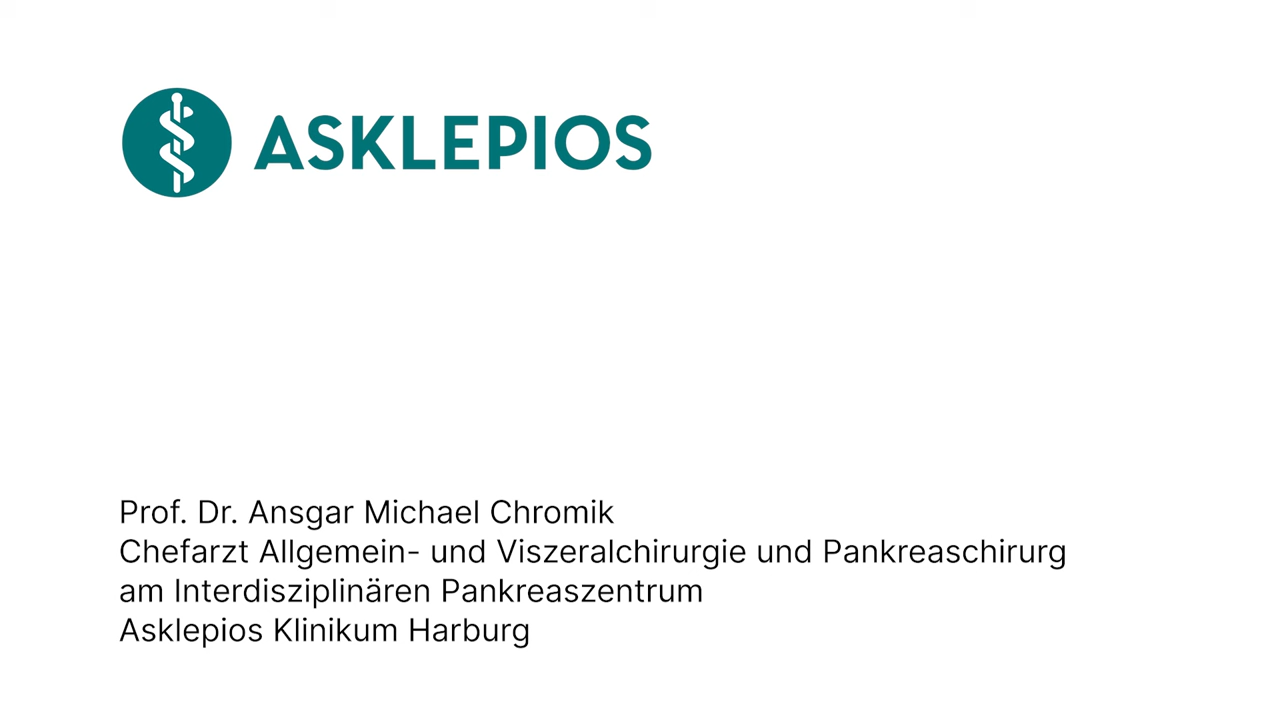 ASKLEPIOS
Prof. Dr. Ansgar Michael Chromik
Chefarzt Allgemein- und Viszeralchirurgie und Pankreaschirurg
am Interdisziplinären Pankreaszentrum
Asklepios Klinikum Harburg